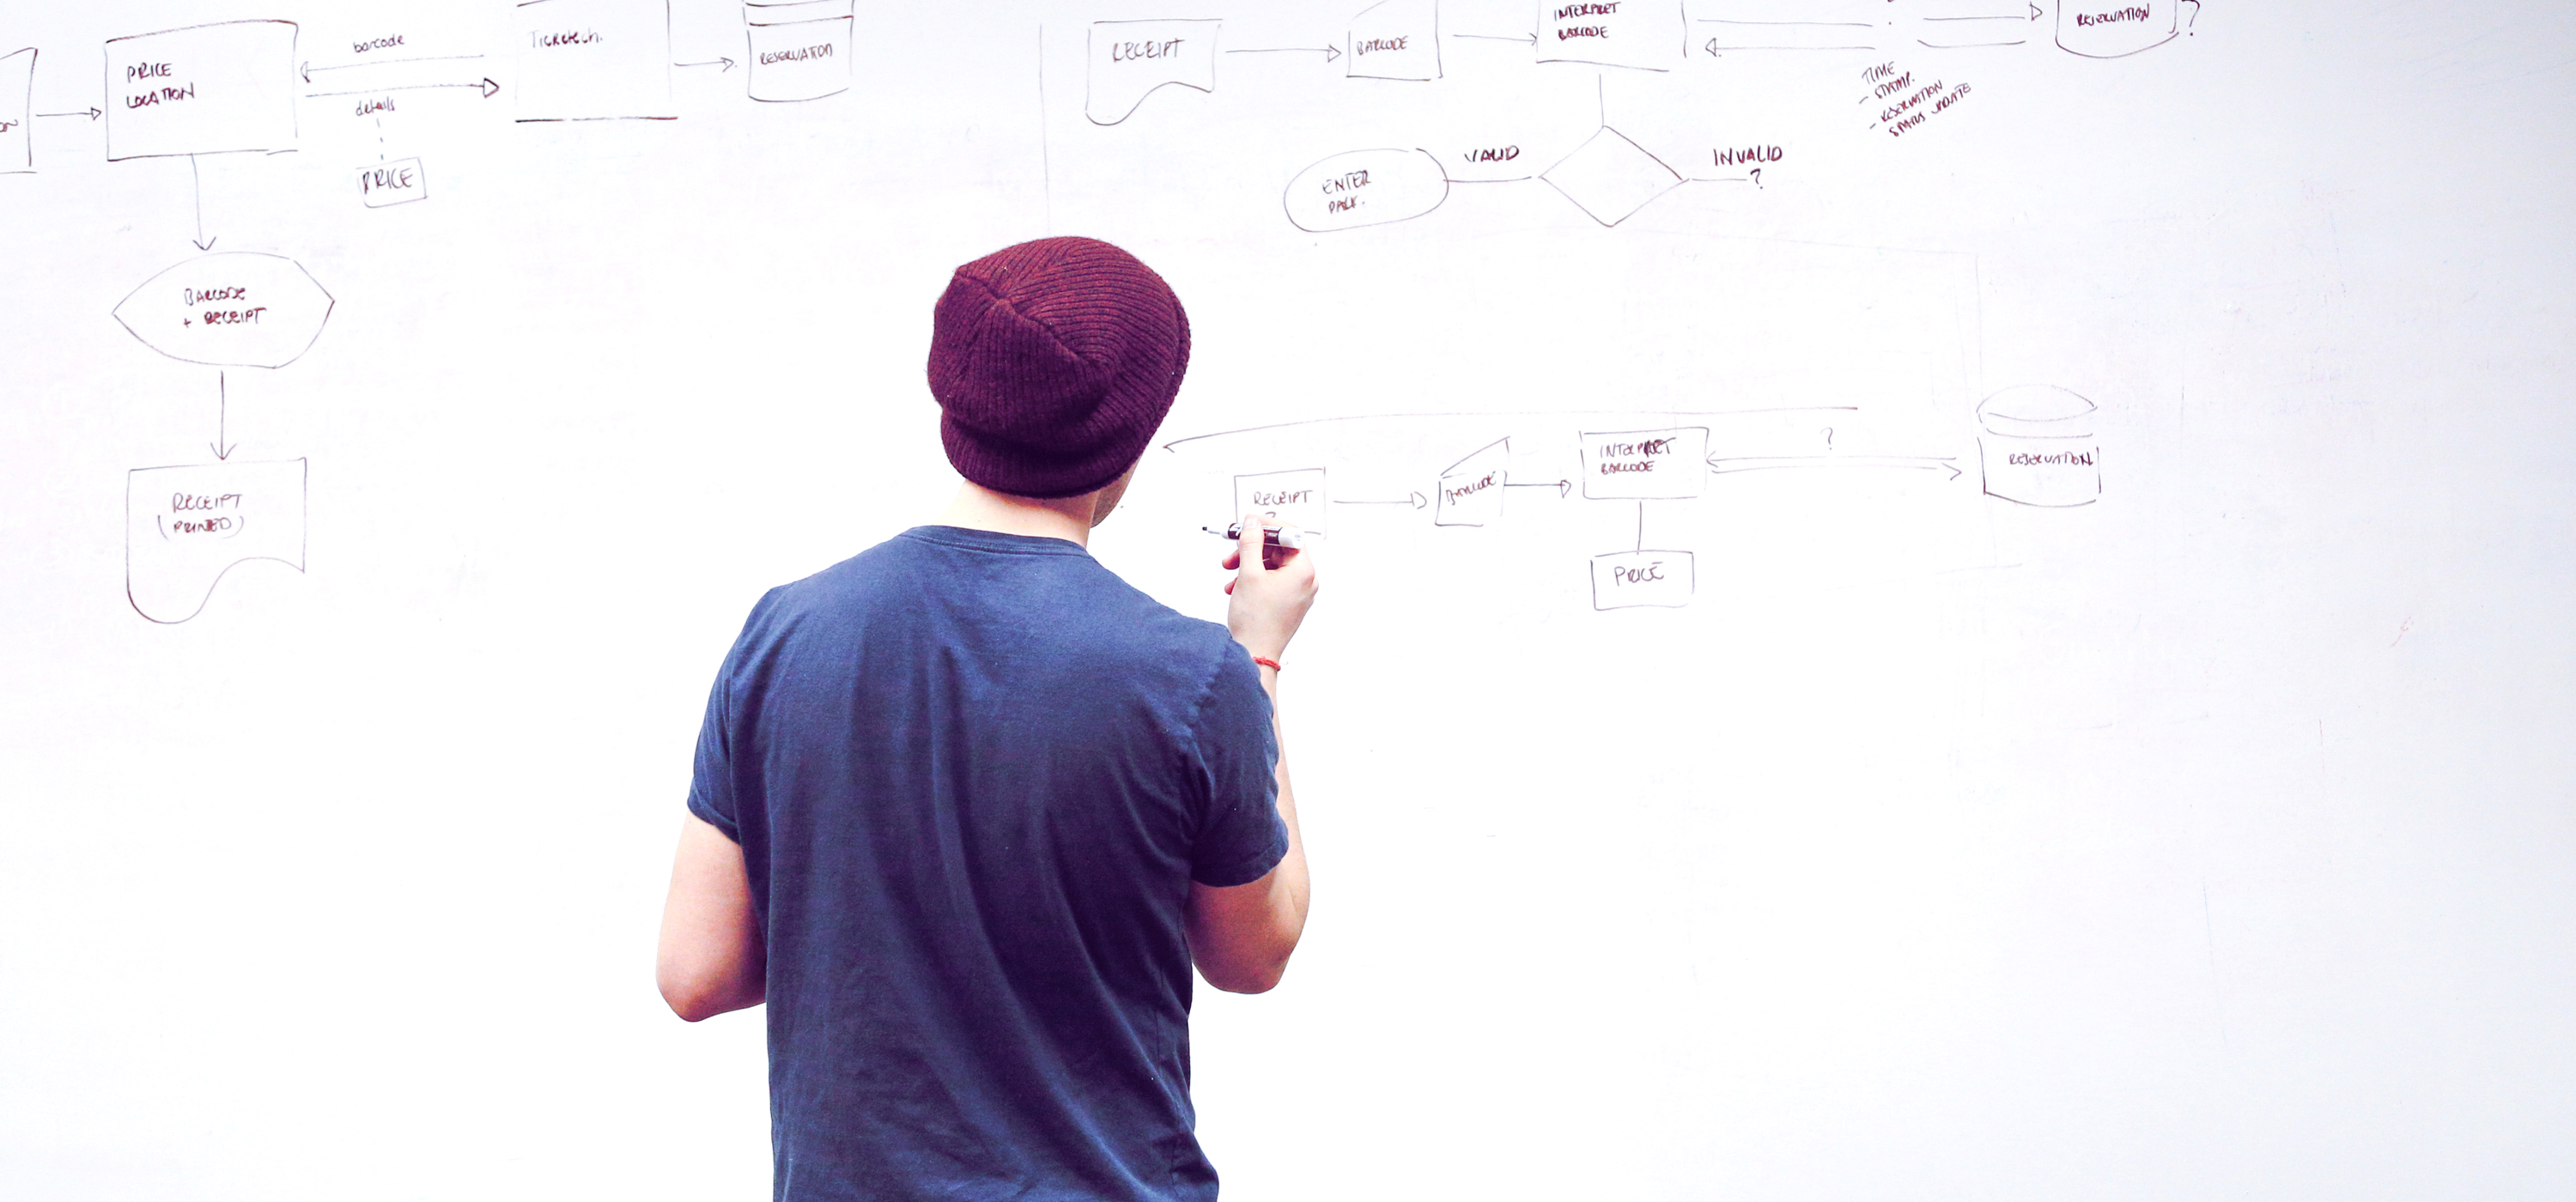 PRICE
LOCATION
barcode
details
PRICE
Ticketech.
RESERVATION
BARCODE
+ RECEIPT
RECEIPT
(PRINTED)
RECEIPT
BARCODE
INTERPRET
BARCODE
RESERVATION ?
TIME
- STAMP.
- RESERVATION
STATUS UPDATE
VALID
INVALID
?
ENTER
PARK.
RECEIPT
?
BARCODE
INTERPRET
BARCODE
?
RESERVATION
PRICE